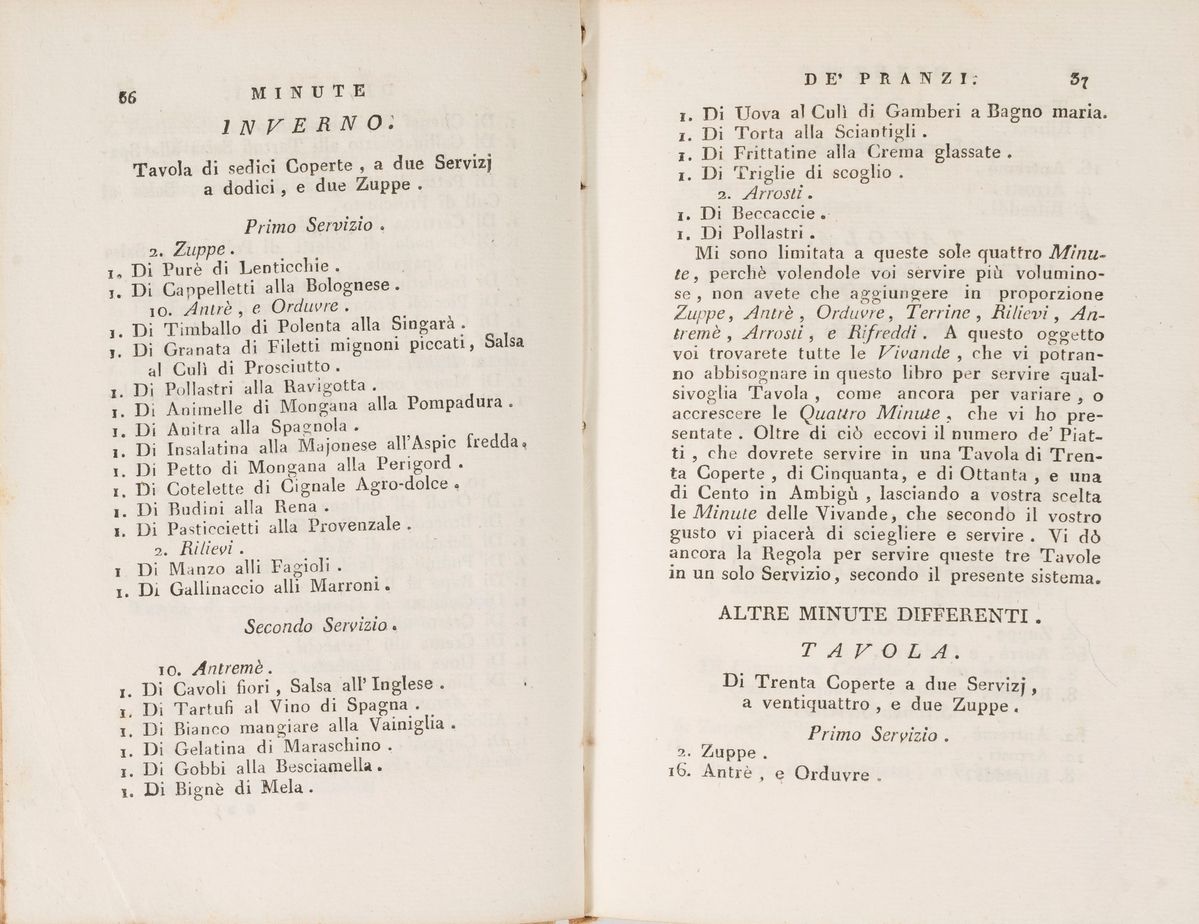 36 MINUTE
INVERNO.
Tavola di sedici Coperte, a due Servizj
a dodici, e due Zuppe.
Primo Servizio.
2. Zuppe.
1. Di Purè di Lenticchie.
1. Di Cappelletti alla Bolognese.
10. Antrè, e Orduvre.
1. Di Timballo di Polenta alla Singarà.
1. Di Granata di Filetti mignoni piccati, Salsa
al Culì di Prosciutto.
1. Di Pollastri alla Ravigotta.
1. Di Animelle di Mongana alla Pompadura.
1. Di Anitra alla Spagnola.
1. Di Insalatina alla Majonese all'Aspic fredda.
1. Di Petto di Mongana alla Perigord.
1. Di Cotelette di Cignale Agro-dolce.
1. Di Budini alla Rena.
1. Di Pasticcietti alla Provenzale.
2. Rilievi.
1 Di Manzo alli Fagioli.
1. Di Gallinaccio alli Marroni.
Secondo Servizio.
10. Antremè.
1. Di Cavoli fiori, Salsa all' Inglese.
1. Di Tartufi al Vino di Spagna.
1. Di Bianco mangiare alla Vainiglia.
1. Di Gelatina di Maraschino.
1. Di Gobbi alla Besciamella.
1. Di Bignè di Mela.
DE' PRANZI. 37
1. Di Uova al Culì di Gamberi a Bagno maria.
1. Di Torta alla Sciantiglì.
1. Di Frittatine alla Crema glassate.
1. Di Triglie di scoglio.
2. Arrosti.
1. Di Beccaccie.
1. Di Pollastri.
Mi sono limitata a queste sole quattro Minu-
te, perchè volendole voi servire più volumino-
se, non avete che aggiungere in proporzione
Zuppe, Antrè, Orduvre, Terrine, Rilievi, An-
tremè, Arrosti, e Rifreddi. A questo oggetto
voi trovarete tutte le Vivande, che vi potran-
no abbisognare in questo libro per servire qual-
sivoglia Tavola, come ancora per variare, o
accrescere le Quattro Minute, che vi ho pre-
sentate. Oltre di ciò eccovi il numero de' Piat-
ti, che dovrete servire in una Tavola di Tren-
ta Coperte, di Cinquanta, e di Ottanta, e una
di Cento in Ambigù, lasciando a vostra scelta
le Minute delle Vivande, che secondo il vostro
gusto vi piacerà di sciegliere e servire. Vi dò
ancora la Regola per servire queste tre Tavole
in un solo Servizio, secondo il presente sistema.
ALTRE MINUTE DIFFERENTI.
TAVOLA.
Di Trenta Coperte a due Servizj,
a ventiquattro, e due Zuppe.
Primo Servizio.
2. Zuppe.
16. Antrè, e Orduvre.